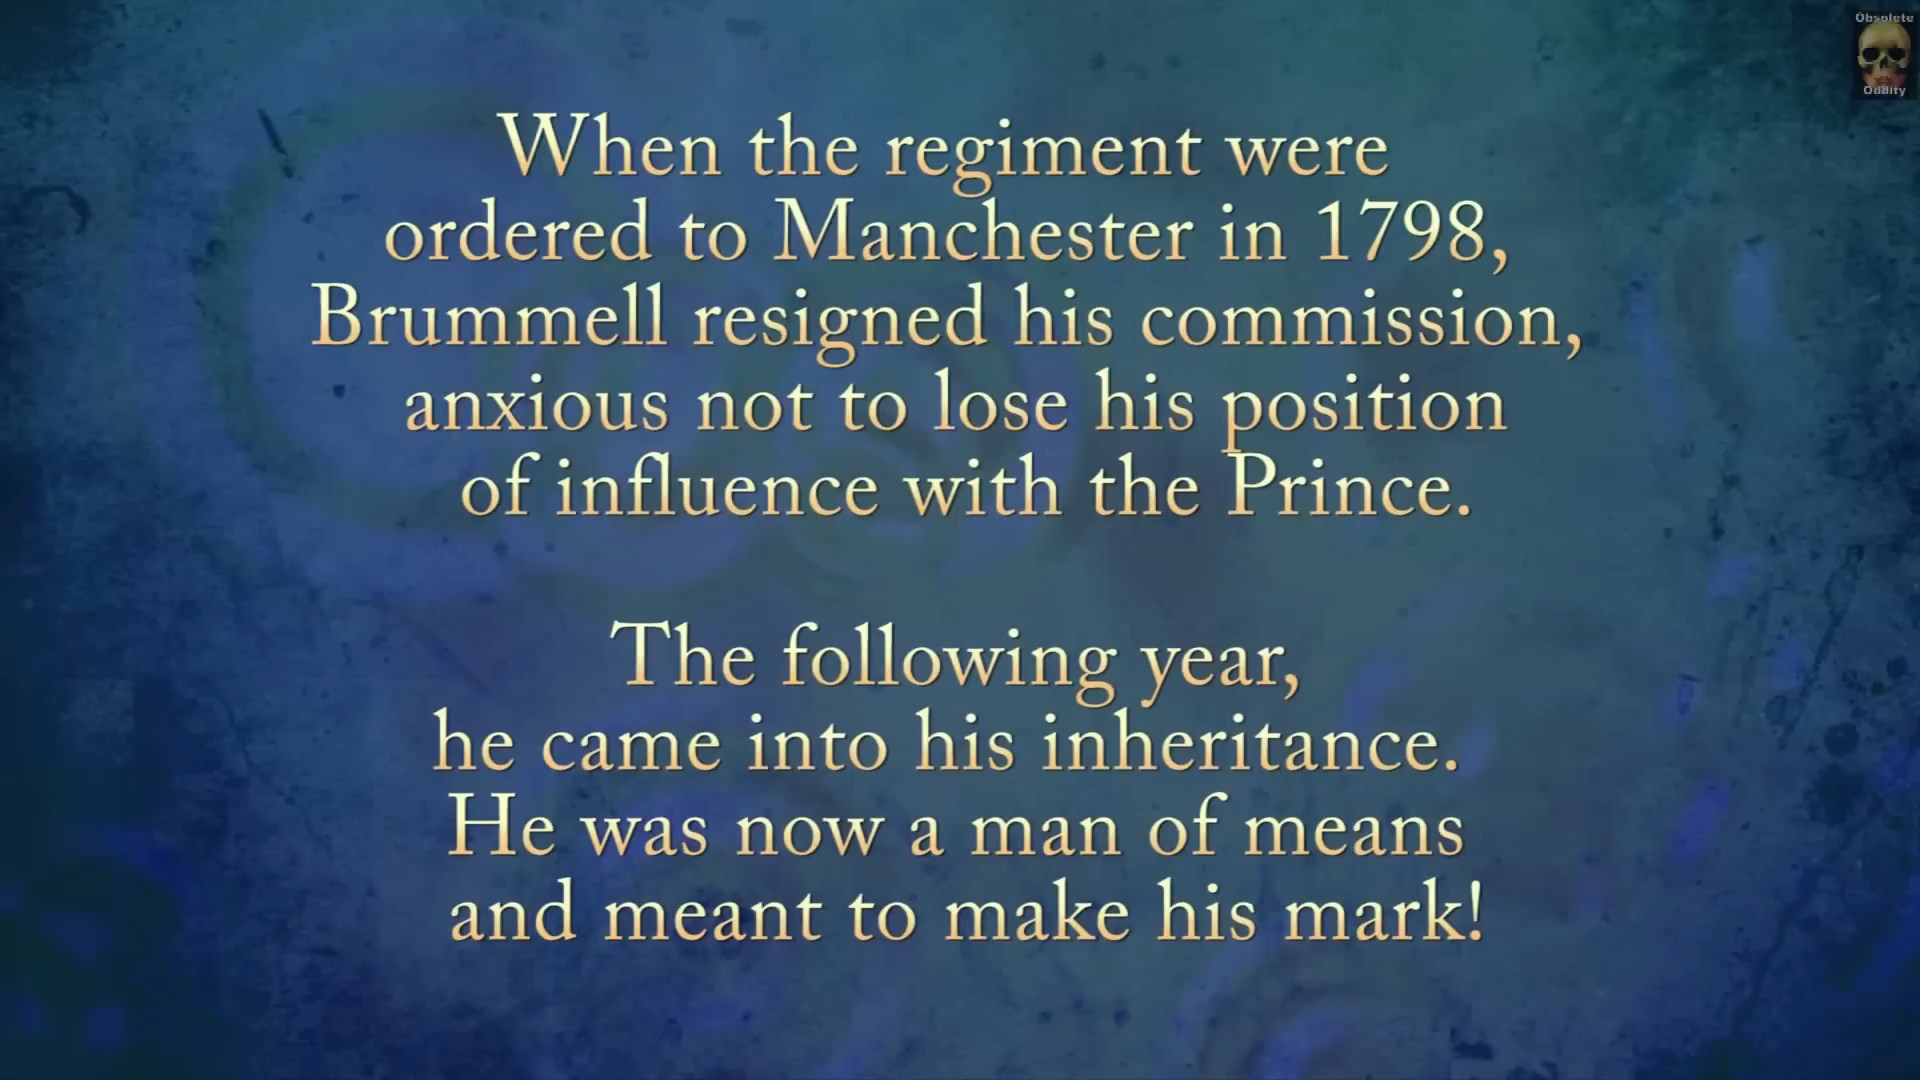 Obsolete
Oddity
When the regiment were
ordered to Manchester in 1798,
Brummell resigned his commission,
anxious not to lose his position
of influence with the Prince.
The following year,
he came into his inheritance.
He was now a man of means
and meant to make his mark!